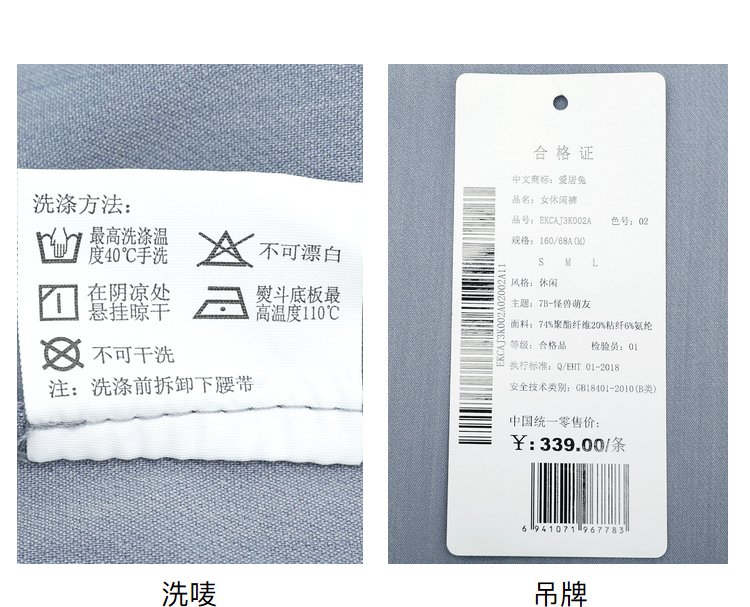 洗涤方法：
最高洗涤温
度40℃手洗
不可漂白
在阴凉处
悬挂晾干
熨斗底板最
高温度110℃
不可干洗
注：洗涤前拆卸下腰带
洗唛
合格证
中文商标：爱居兔
品名：女休闲裤
品号：EKCAJ3K002A 色号：02
规格：160/68A(M)
S M L
风格：休闲
主题：7B-怪兽萌友
面料：74%聚酯纤维20%粘纤6%氨纶
等级：合格品 检验员：01
执行标准：Q/EHT 01-2018
安全技术类别：GB18401-2010(B类)
中国统一零售价：
¥:339.00/条
6 941071 967783
EKCAJ3K002A02002A11
吊牌